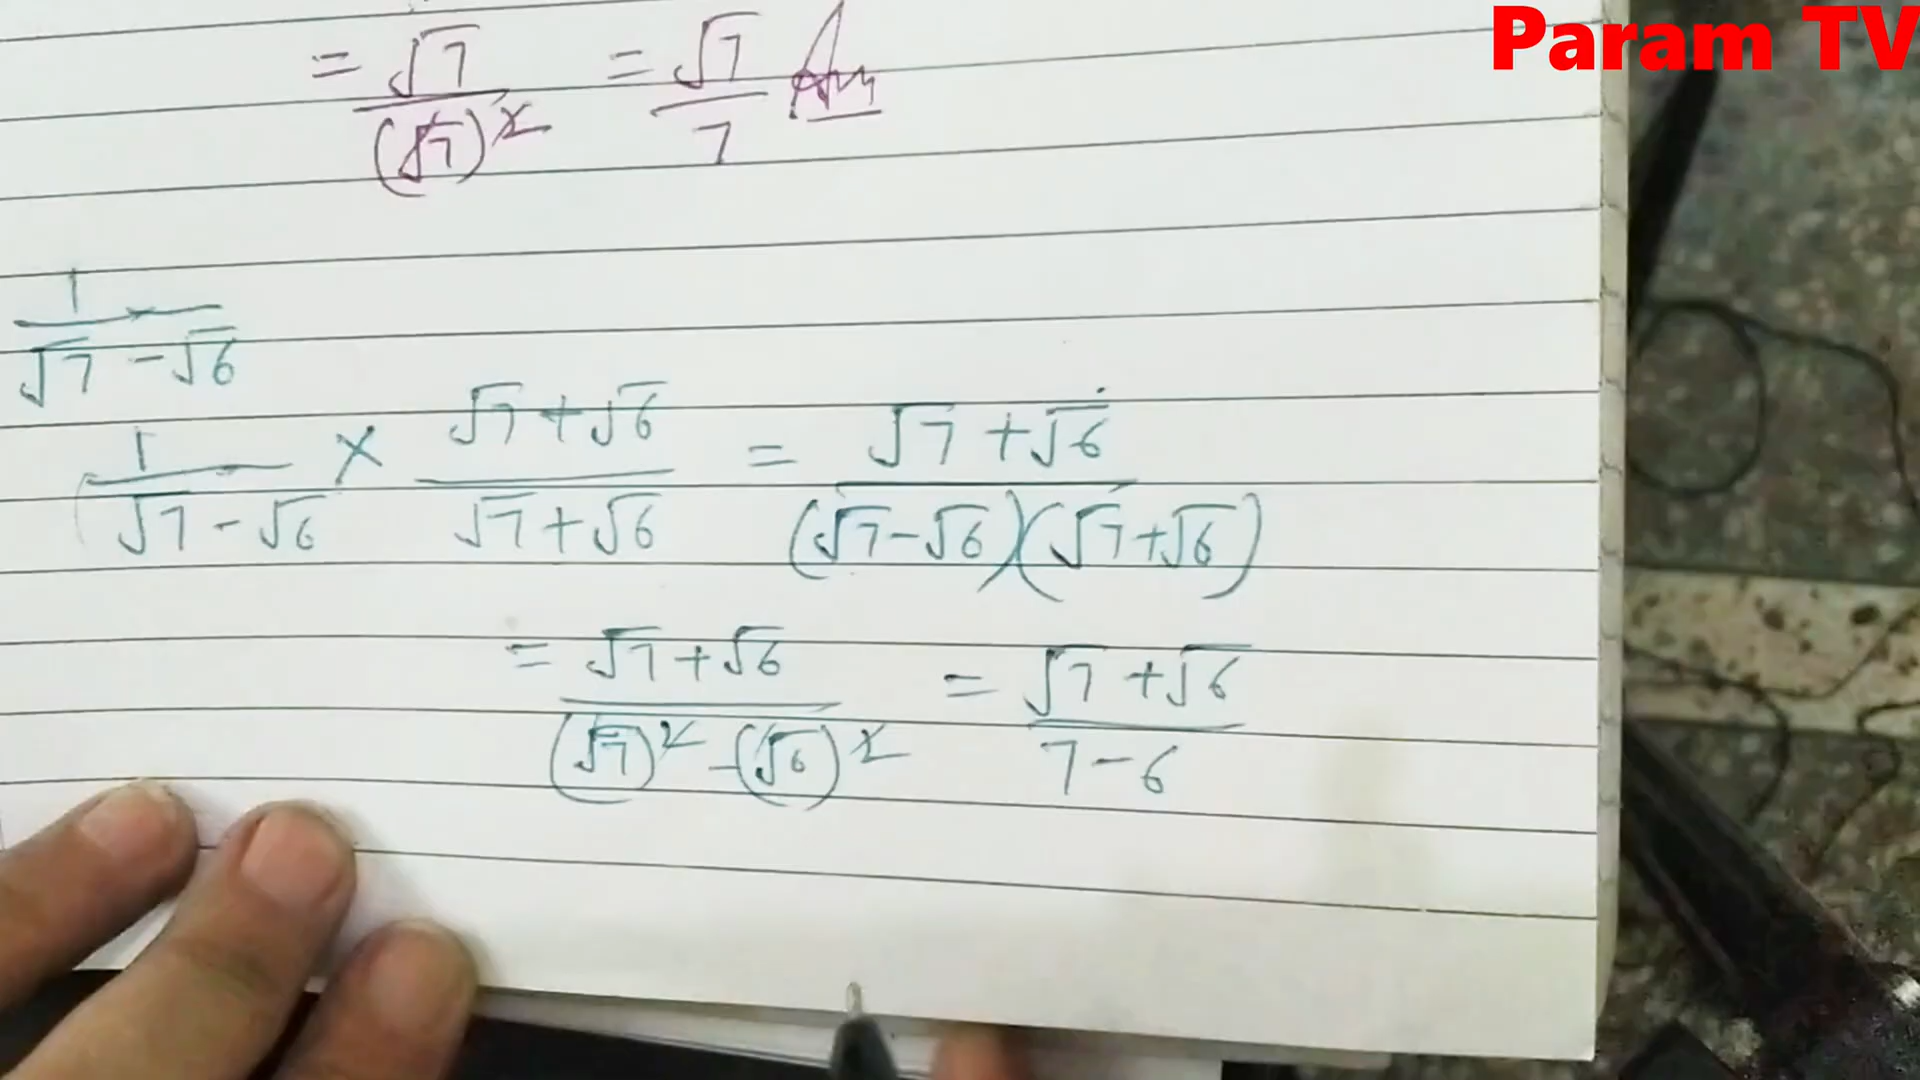 Param TV
= √7/(√7)² = √7/7 Ans
1/(√7-√6)
1/(√7-√6) × (√7+√6)/(√7+√6) = (√7+√6)/((√7-√6)(√7+√6))
= (√7+√6)/((√7)²-(√6)²) = (√7+√6)/(7-6)